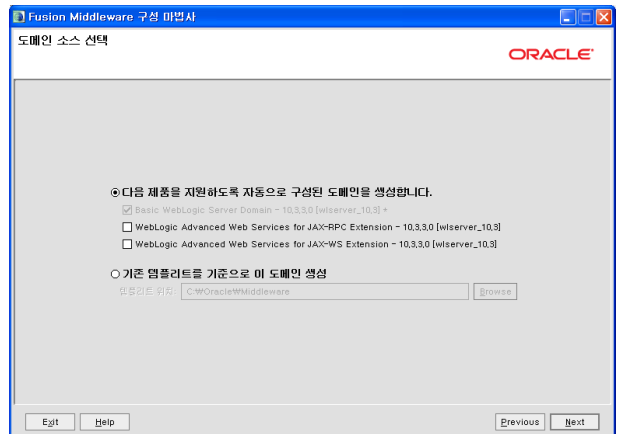 Fusion Middleware 구성 마법사
도메인 소스 선택
ORACLE
다음 제품을 지원하도록 자동으로 구성된 도메인을 생성합니다.
Basic WebLogic Server Domain - 10,3,3,0 [wlserver_10,3] *
WebLogic Advanced Web Services for JAX-RPC Extension - 10,3,3,0 [wlserver_10,3]
WebLogic Advanced Web Services for JAX-WS Extension - 10,3,3,0 [wlserver_10,3]
기존 템플리트를 기준으로 이 도메인 생성
템플리트 위치: C:₩Oracle₩Middleware Browse
Exit Help Previous Next